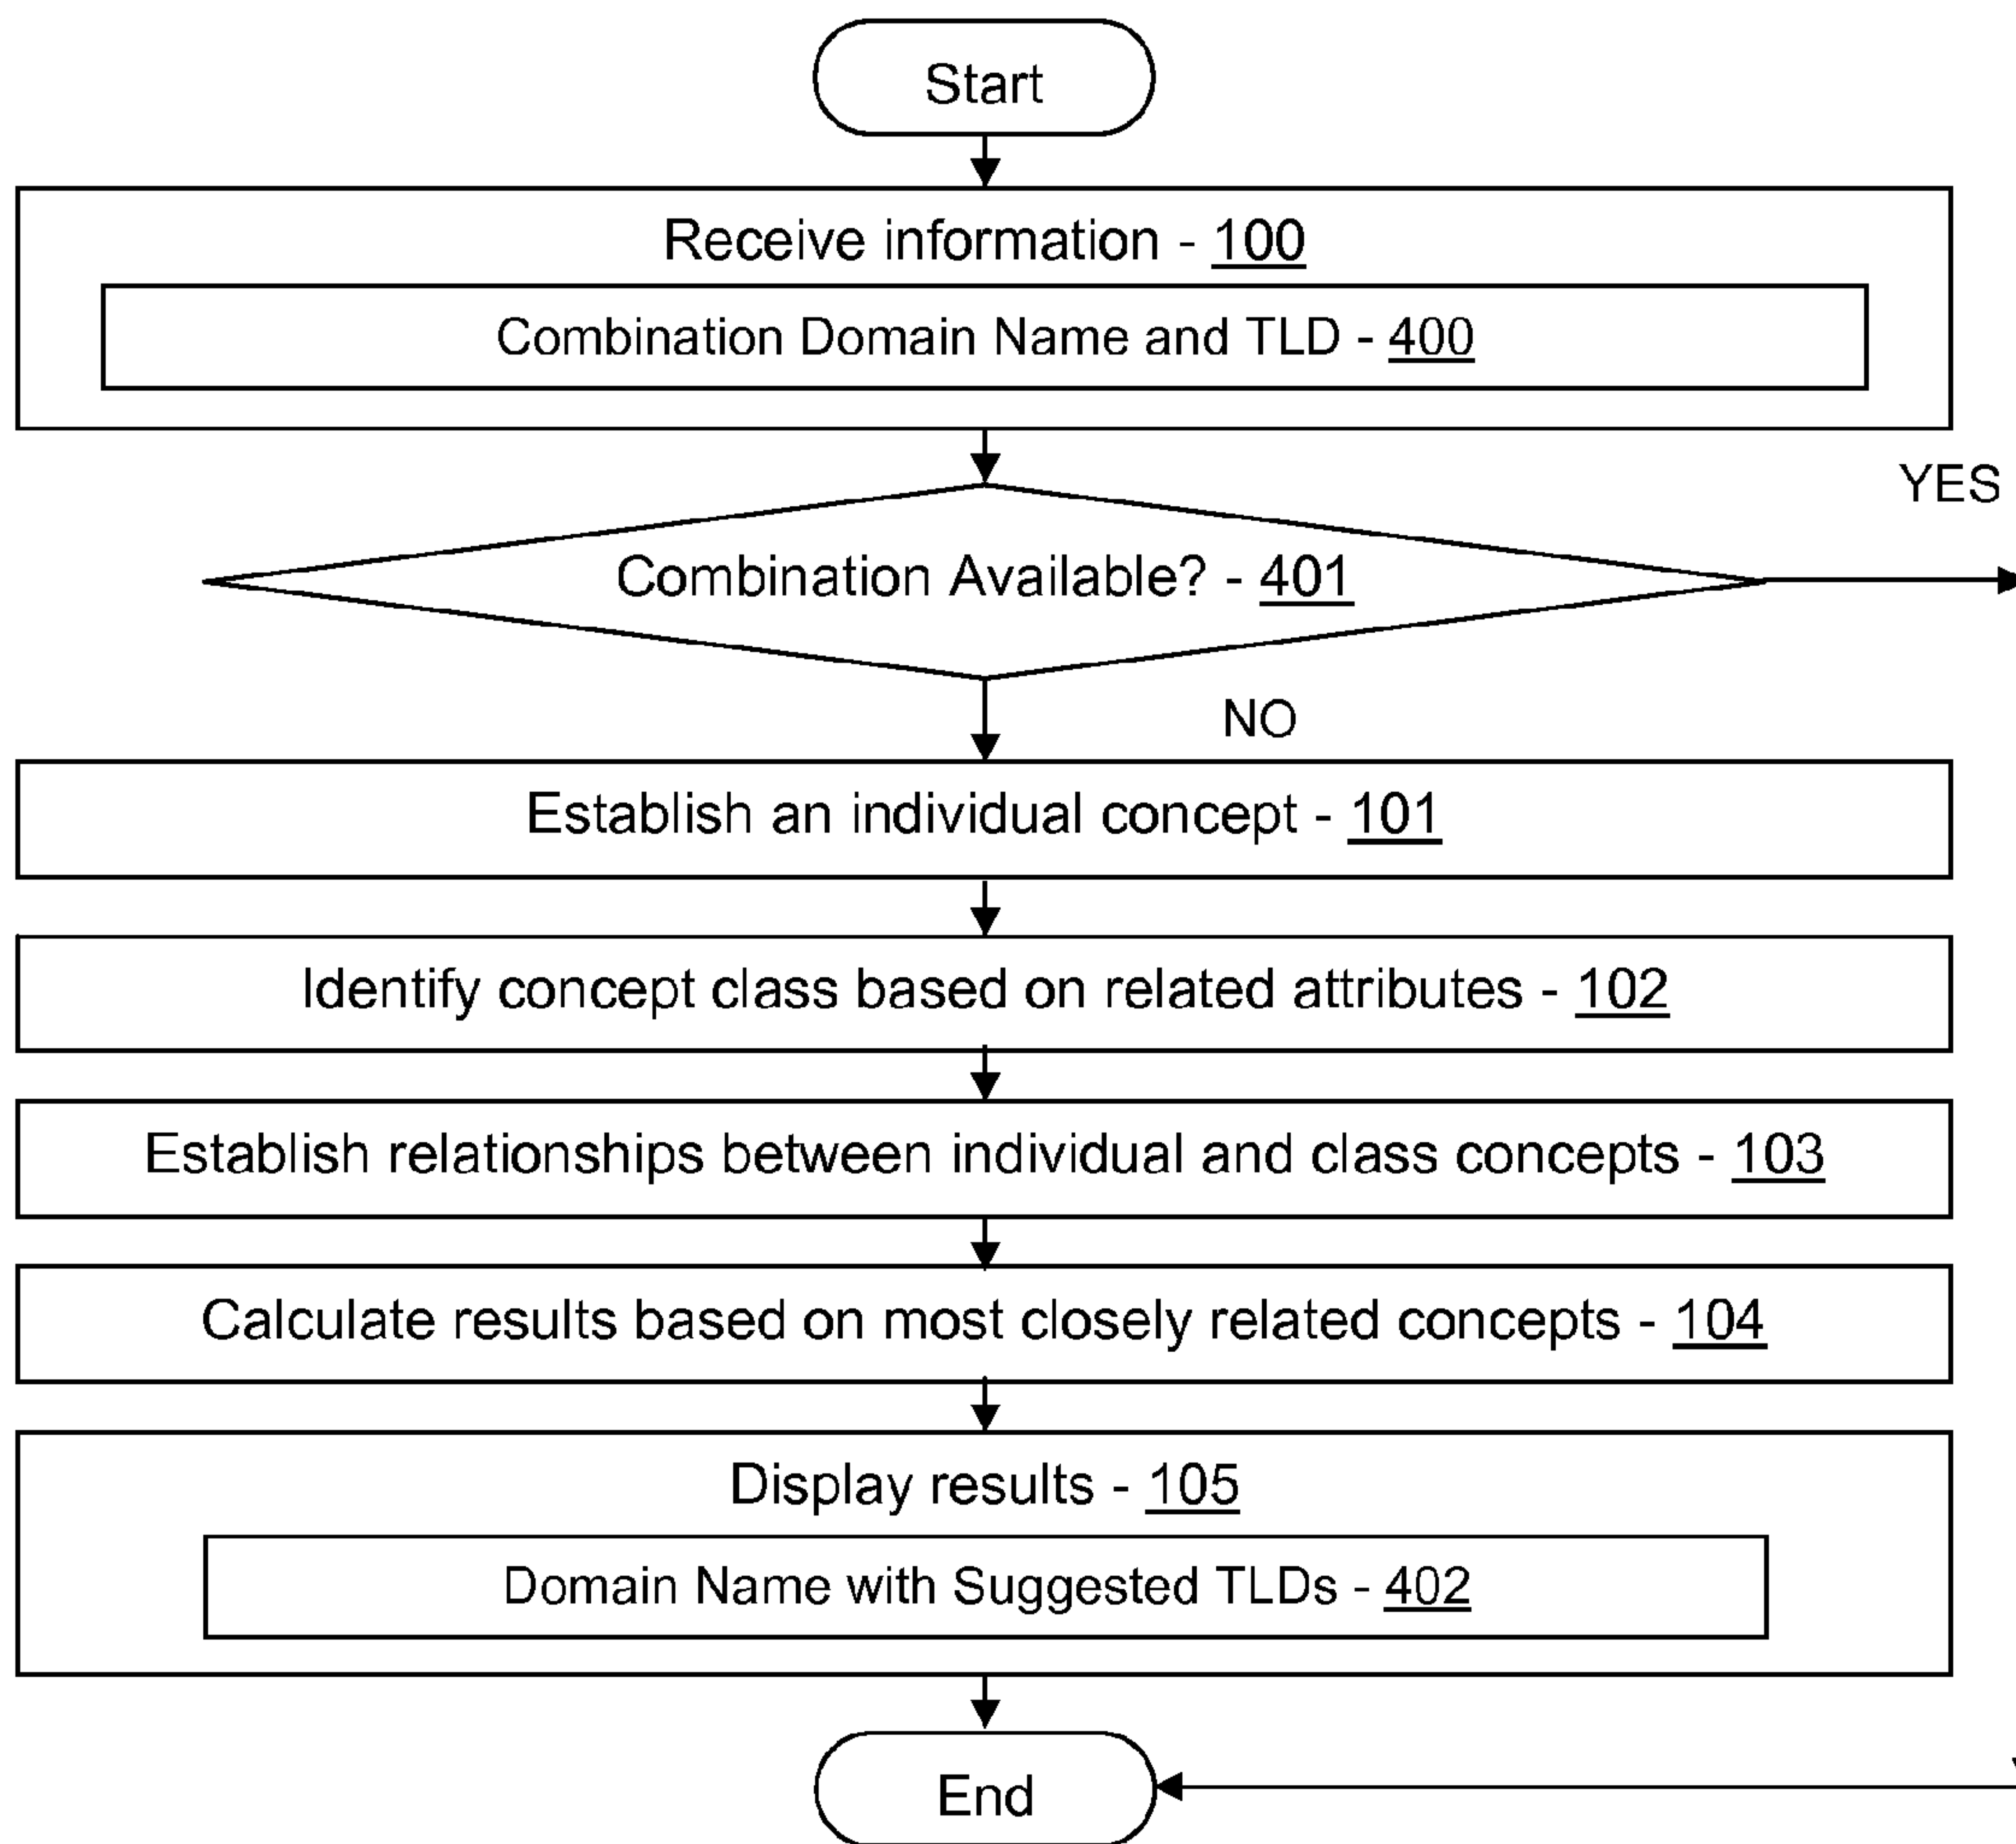 Start
Receive information - 100
Combination Domain Name and TLD - 400
YES
Combination Available? - 401
NO
Establish an individual concept - 101
Identify concept class based on related attributes - 102
Establish relationships between individual and class concepts - 103
Calculate results based on most closely related concepts - 104
Display results - 105
Domain Name with Suggested TLDs - 402
End